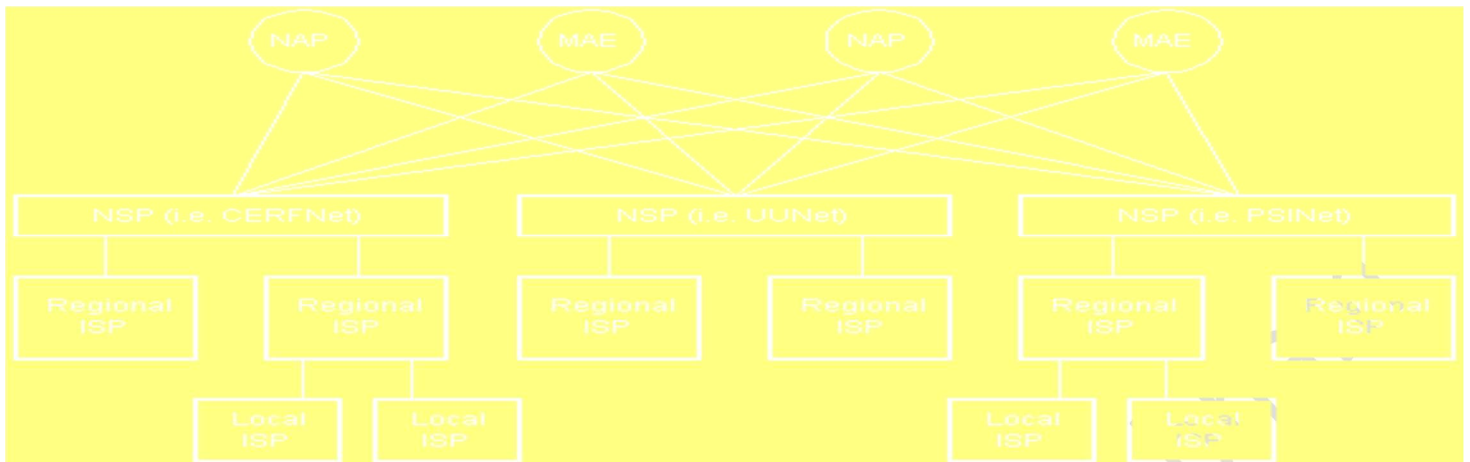 NAP MAE NAP MAE
NSP (i.e. CERFNet) NSP (i.e. UUNet) NSP (i.e. PSINet)
Regional Regional Regional Regional Regional Regional
ISP ISP ISP ISP ISP ISP
Local Local Local Local
ISP ISP ISP ISP